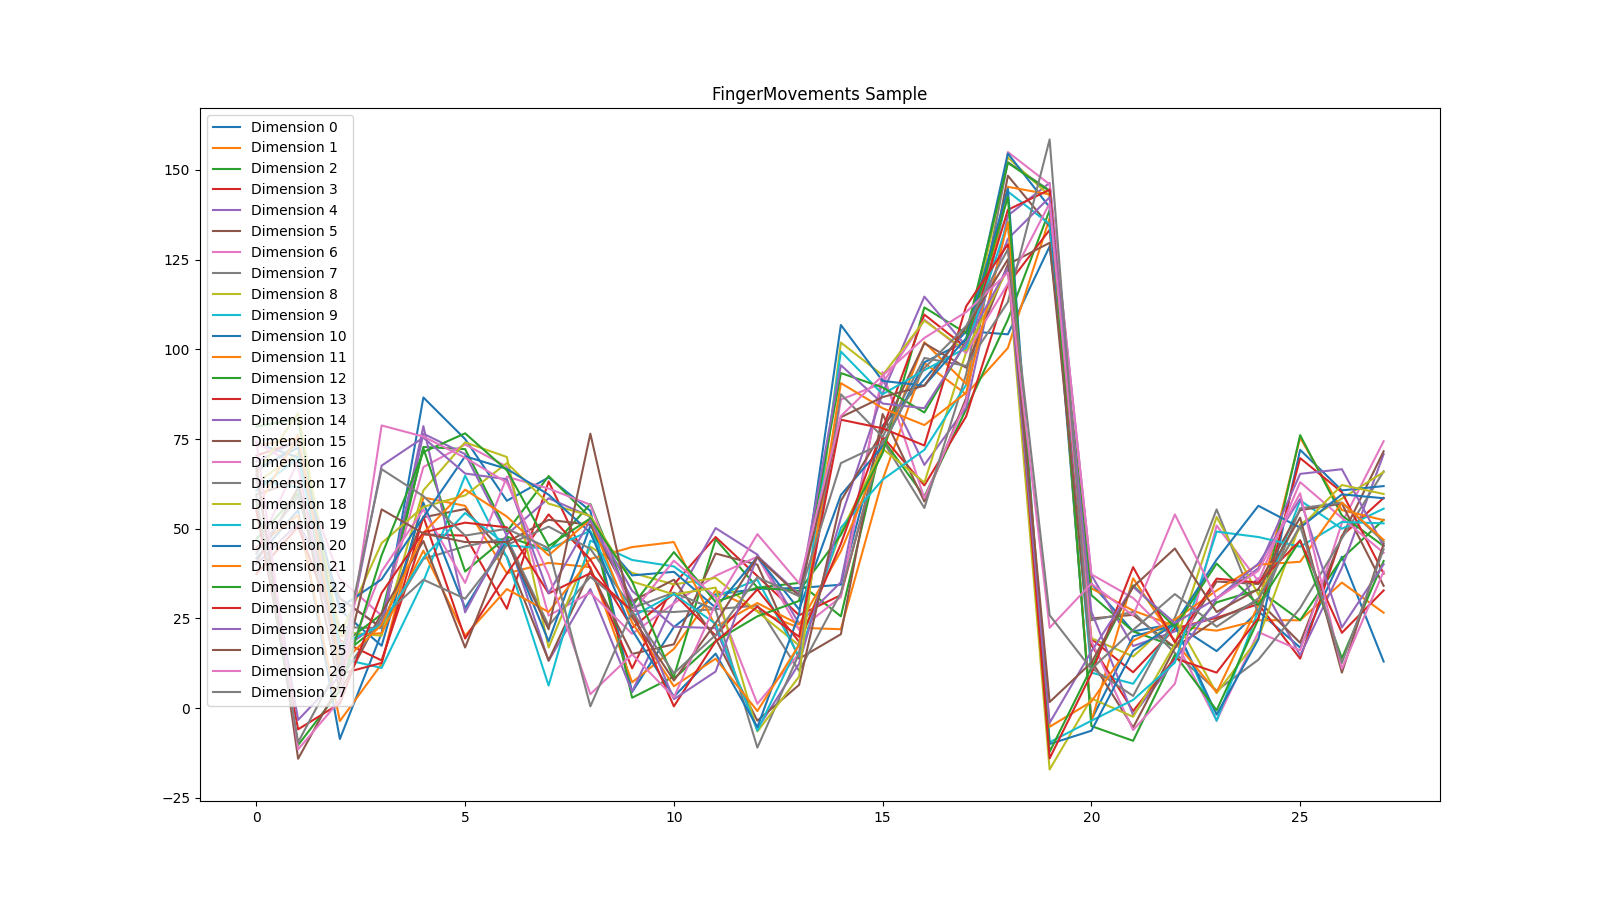 FingerMovements Sample
Dimension 0
Dimension 1
Dimension 2
Dimension 3
Dimension 4
Dimension 5
Dimension 6
Dimension 7
Dimension 8
Dimension 9
Dimension 10
Dimension 11
Dimension 12
Dimension 13
Dimension 14
Dimension 15
Dimension 16
Dimension 17
Dimension 18
Dimension 19
Dimension 20
Dimension 21
Dimension 22
Dimension 23
Dimension 24
Dimension 25
Dimension 26
Dimension 27
150
125
100
75
50
25
0
−25
0 5 10 15 20 25